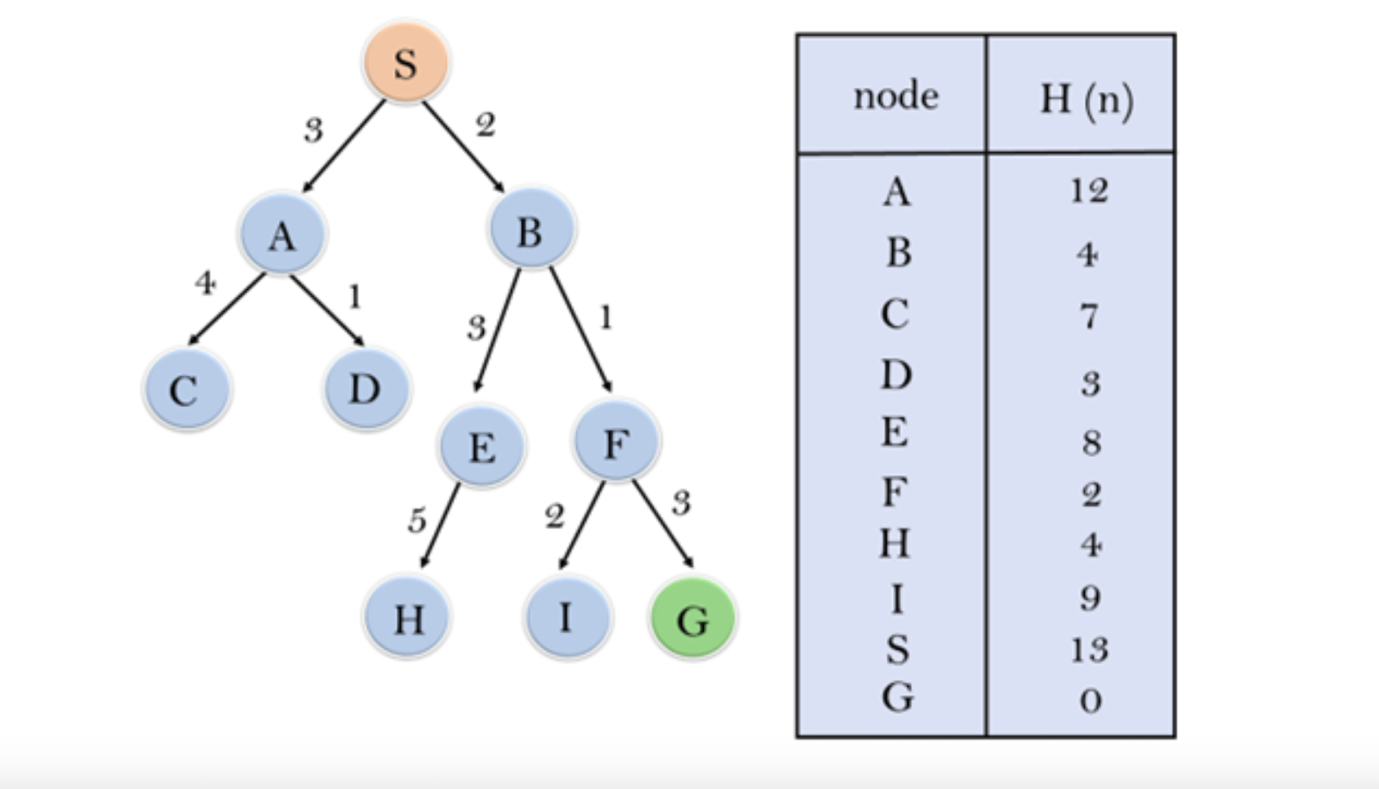 S
3
2
A
B
4
1
3
1
C
D
E
F
5
2
3
H
I
G
node H (n)
A 12
B 4
C 7
D 3
E 8
F 2
H 4
I 9
S 13
G 0